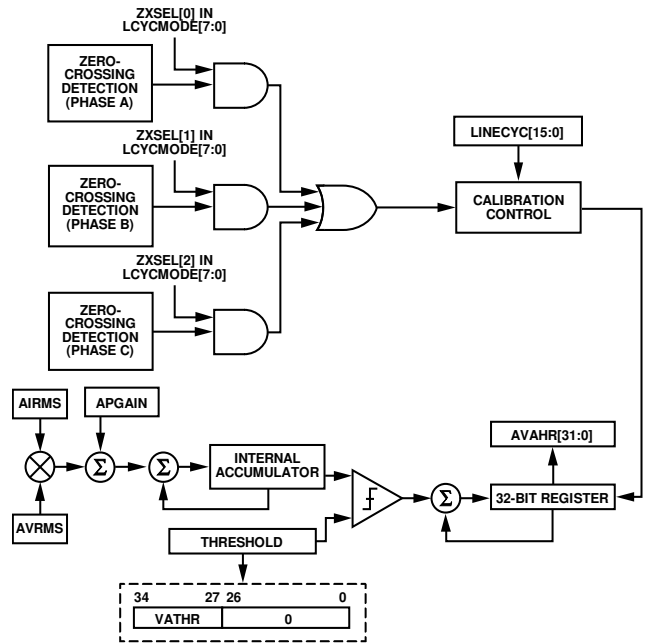 ZXSEL[0] IN
LCYCMODE[7:0]
ZERO-
CROSSING
DETECTION
(PHASE A)
ZXSEL[1] IN
LCYCMODE[7:0]
ZERO-
CROSSING
DETECTION
(PHASE B)
ZXSEL[2] IN
LCYCMODE[7:0]
ZERO-
CROSSING
DETECTION
(PHASE C)
LINECYC[15:0]
CALIBRATION
CONTROL
AIRMS
APGAIN
AVRMS
Σ
Σ
INTERNAL
ACCUMULATOR
THRESHOLD
Σ
AVAHR[31:0]
32-BIT REGISTER
34 27 26 0
VATHR 0